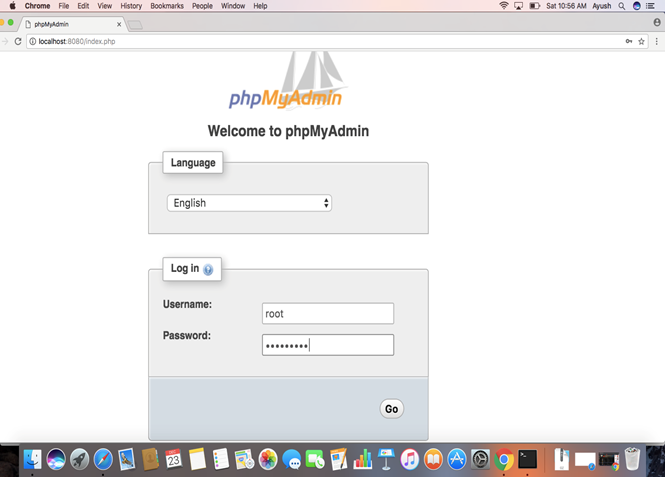 Chrome File Edit View History Bookmarks People Window Help Sat 10:56 AM Ayush
phpMyAdmin
localhost:8080/index.php
phpMyAdmin
Welcome to phpMyAdmin
Language
English
Log in
Username: root
Password: •••••••••
Go
23